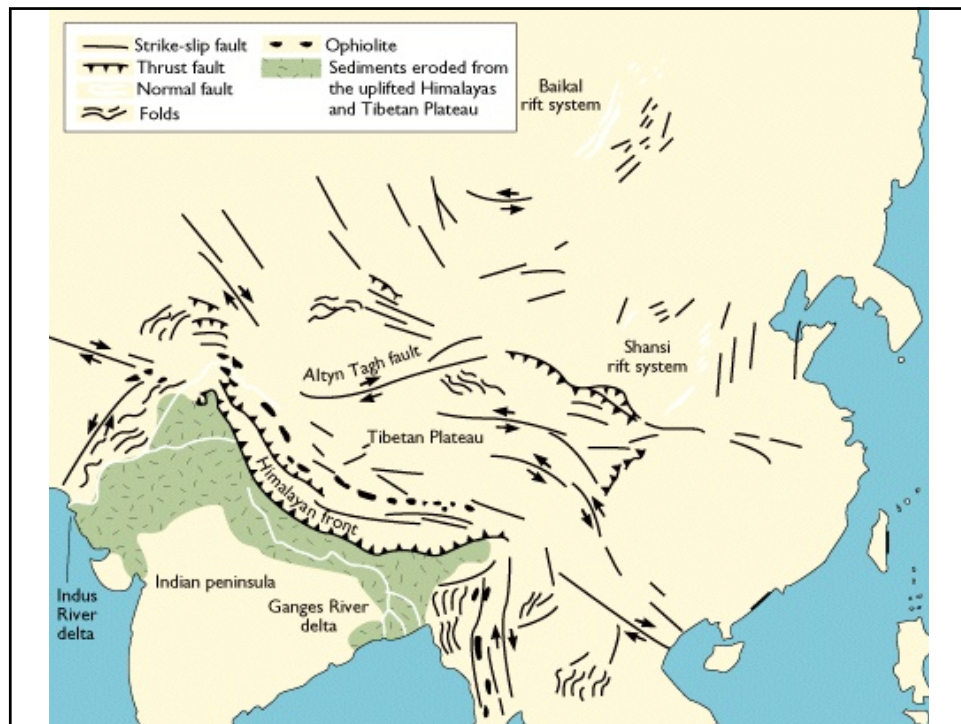 Strike-slip fault
Thrust fault
Normal fault
Folds
Ophiolite
Sediments eroded from
the uplifted Himalayas
and Tibetan Plateau
Baikal
rift system
Altyn Tagh fault
Shansi
rift system
Tibetan Plateau
Himalayan front
Indian peninsula
Ganges River
delta
Indus
River
delta